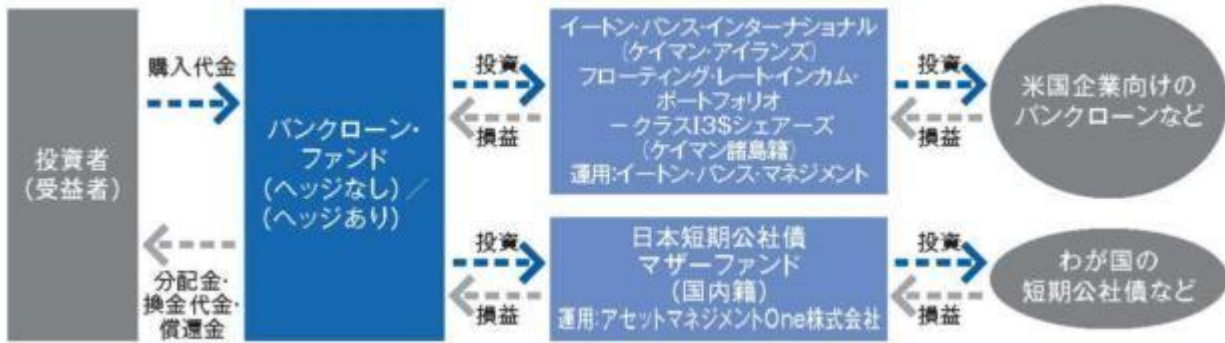 投資者
(受益者)
購入代金
分配金・
換金代金・
償還金
バンクローン・
ファンド
(ヘッジなし)／
(ヘッジあり)
投資
損益
イートン・バンス・インターナショナル
(ケイマン・アイランズ)
フローティング・レート・インカム・
ポートフォリオ
－クラスI3$シェアーズ
(ケイマン諸島籍)
運用:イートン・バンス・マネジメント
投資
損益
米国企業向けの
バンクローンなど
投資
損益
日本短期公社債
マザーファンド
(国内籍)
運用:アセットマネジメントOne株式会社
投資
損益
わが国の
短期公社債など